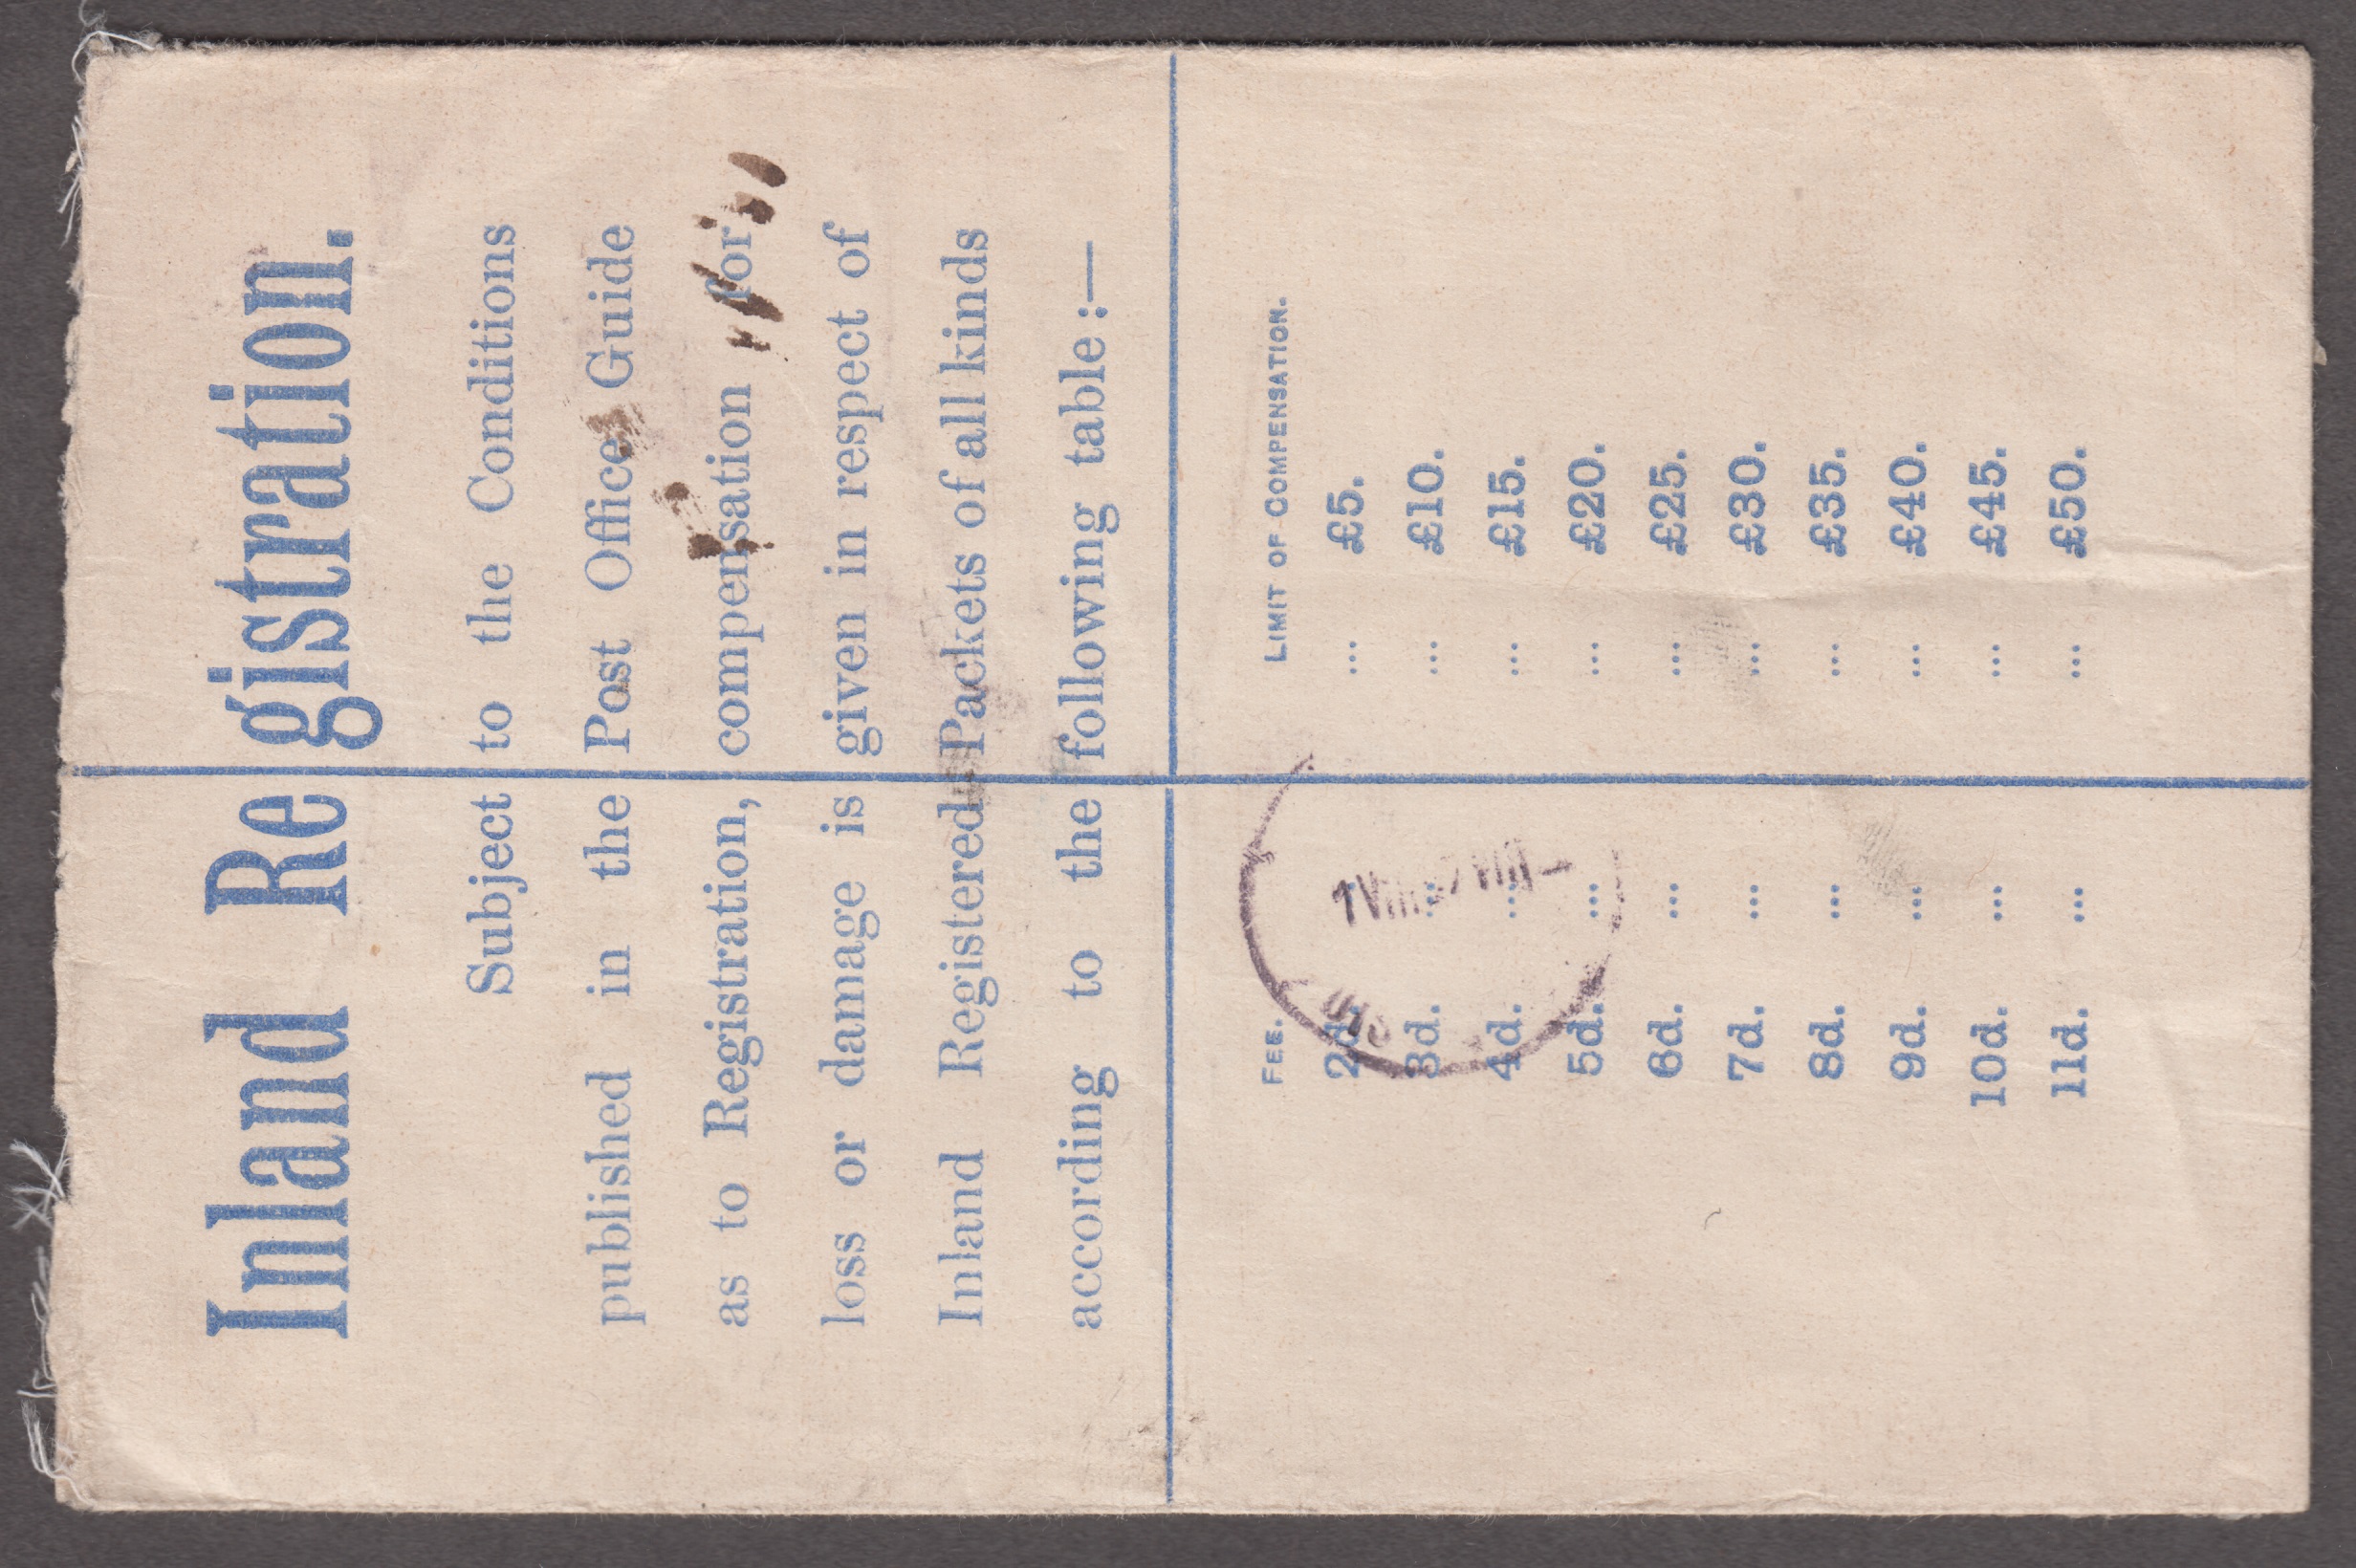 Inland Registration.
Subject to the Conditions
published in the Post Office Guide
as to Registration, compensation for
loss or damage is given in respect of
Inland Registered Packets of all kinds
according to the following table :—
FEE. LIMIT OF COMPENSATION.
2d. ... ... £5.
3d. ... ... £10.
4d. ... ... £15.
5d. ... ... £20.
6d. ... ... £25.
7d. ... ... £30.
8d. ... ... £35.
9d. ... ... £40.
10d. ... ... £45.
11d. ... ... £50.